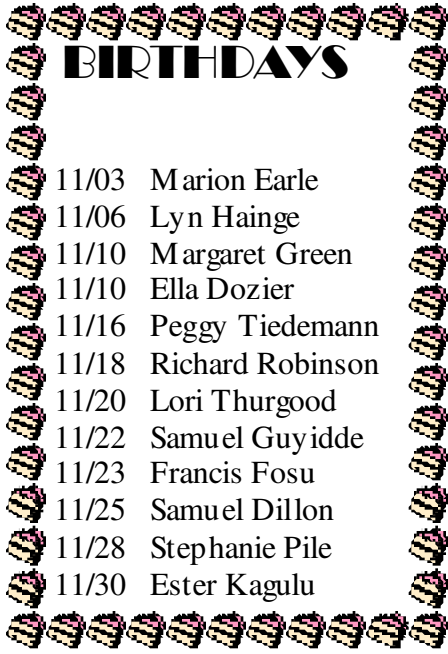 BIRTHDAYS
11/03 Marion Earle
11/06 Lyn Hainge
11/10 Margaret Green
11/10 Ella Dozier
11/16 Peggy Tiedemann
11/18 Richard Robinson
11/20 Lori Thurgood
11/22 Samuel Guyidde
11/23 Francis Fosu
11/25 Samuel Dillon
11/28 Stephanie Pile
11/30 Ester Kagulu